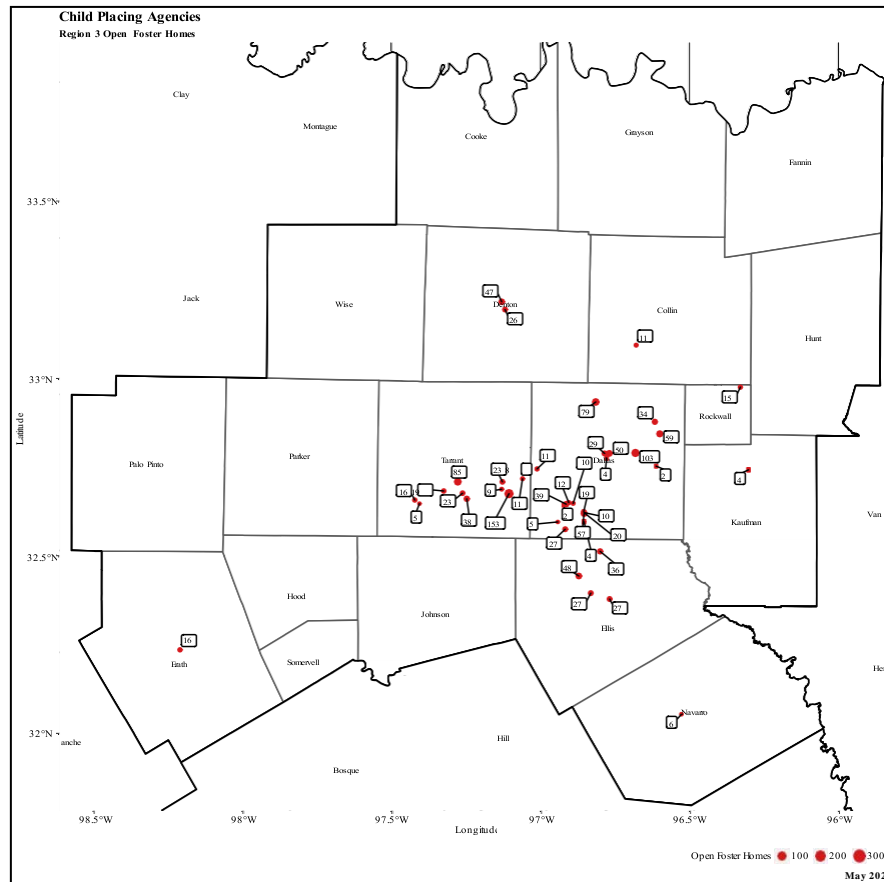 Child Placing Agencies
Region 3 Open Foster Homes
Clay
Montague
Cooke
Grayson
Fannin
33.5°N
Jack
Wise
47
Denton
26
Collin
11
Hunt
33°N
15
Rockwall
79
34
59
Latitude
Palo Pinto
Parker
Tarrant
85
23
11
29
50
Dallas
103
4
2
10
4
16
9
12
39
19
11
23
38
153
5
2
10
5
57
20
27
Kaufman
Van
32.5°N
4
36
48
27
27
Hood
Johnson
Ellis
16
Erath
Somervell
Navarro
6
32°N
anche
Hill
Bosque
98.5°W
98°W
97.5°W
97°W
96.5°W
96°W
Longitude
Open Foster Homes 100 200 300
May 202